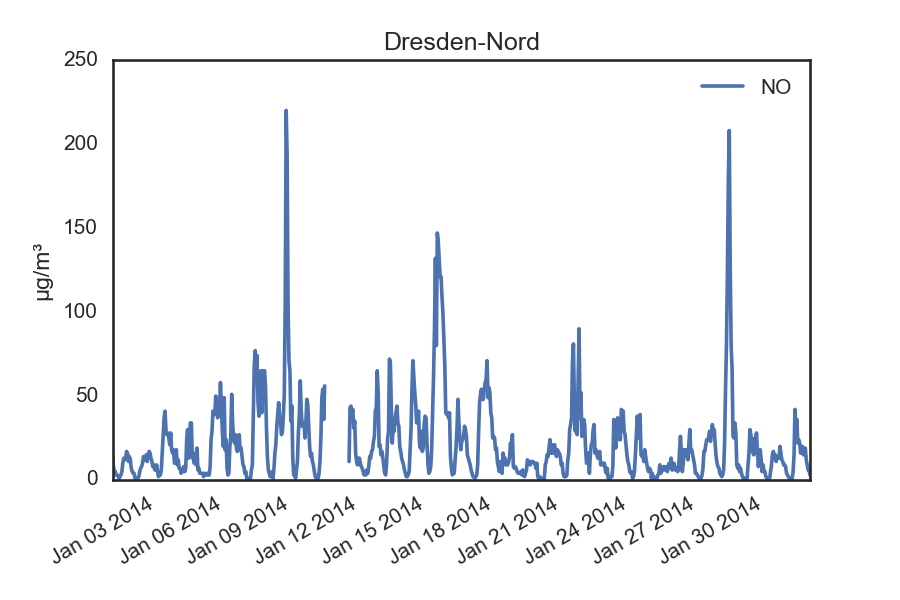 Dresden-Nord
NO
µg/m³
250
200
150
100
50
0
Jan 03 2014
Jan 06 2014
Jan 09 2014
Jan 12 2014
Jan 15 2014
Jan 18 2014
Jan 21 2014
Jan 24 2014
Jan 27 2014
Jan 30 2014